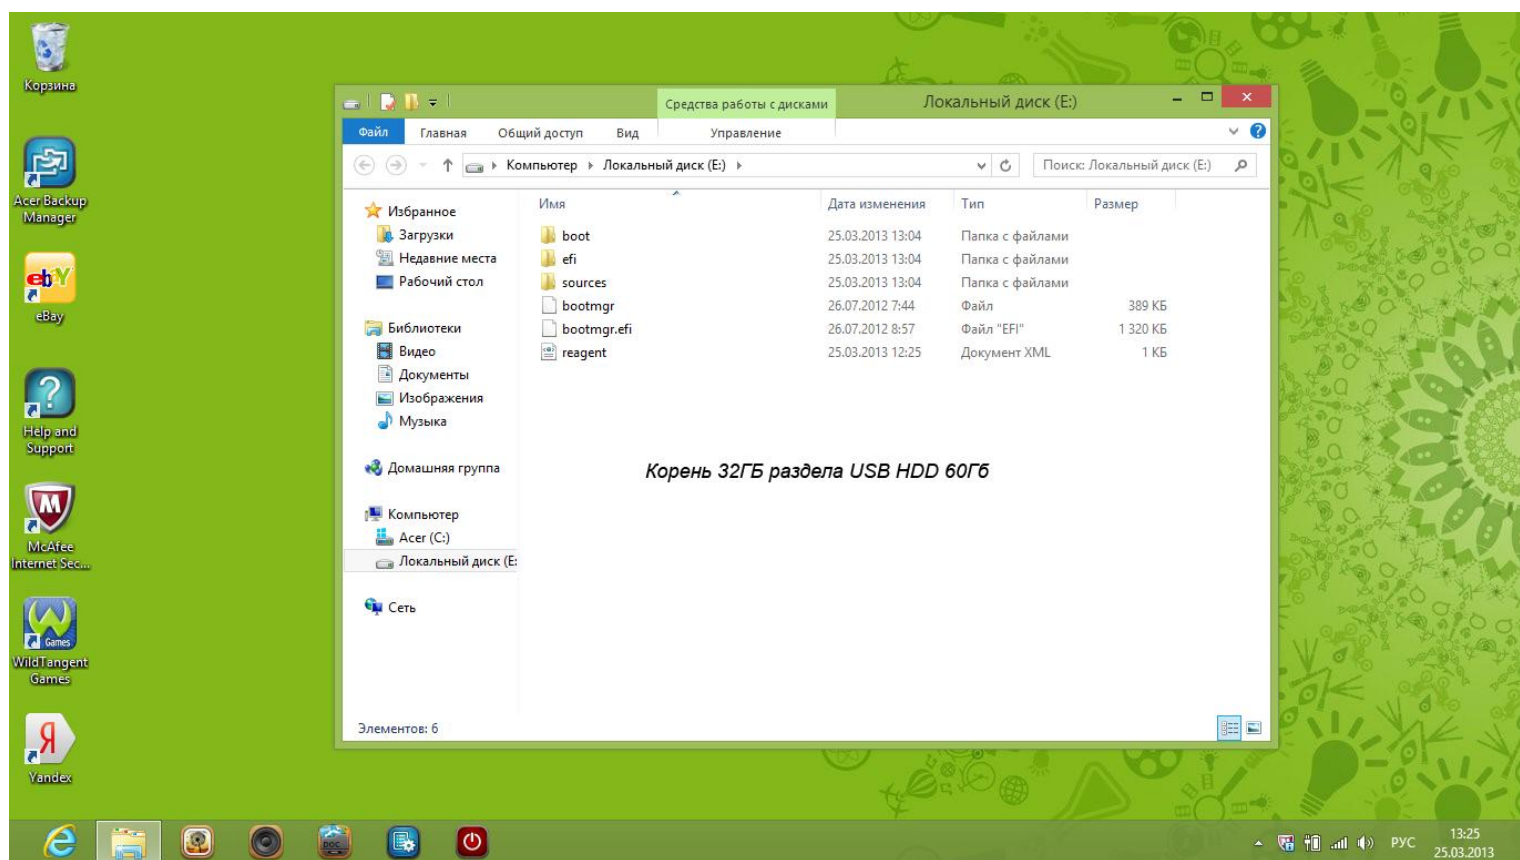 Корзина
Acer Backup
Manager
eBay
Help and
Support
McAfee
Internet Sec...
Games
WildTangent
Games
Yandex
Средства работы с дисками
Локальный диск (E:)
Файл Главная Общий доступ Вид Управление
Компьютер Локальный диск (E:) Поиск: Локальный диск (E:)
Избранное
Загрузки
Недавние места
Рабочий стол
Библиотеки
Видео
Документы
Изображения
Музыка
Домашняя группа
Компьютер
Acer (C:)
Локальный диск (E:
Сеть
Имя Дата изменения Тип Размер
boot 25.03.2013 13:04 Папка с файлами
efi 25.03.2013 13:04 Папка с файлами
sources 25.03.2013 13:04 Папка с файлами
bootmgr 26.07.2012 7:44 Файл 389 КБ
bootmgr.efi 26.07.2012 8:57 Файл "EFI" 1 320 КБ
reagent 25.03.2013 12:25 Документ XML 1 КБ
Корень 32ГБ раздела USB HDD 60Гб
Элементов: 6
DOC
РУС
13:25
25.03.2013